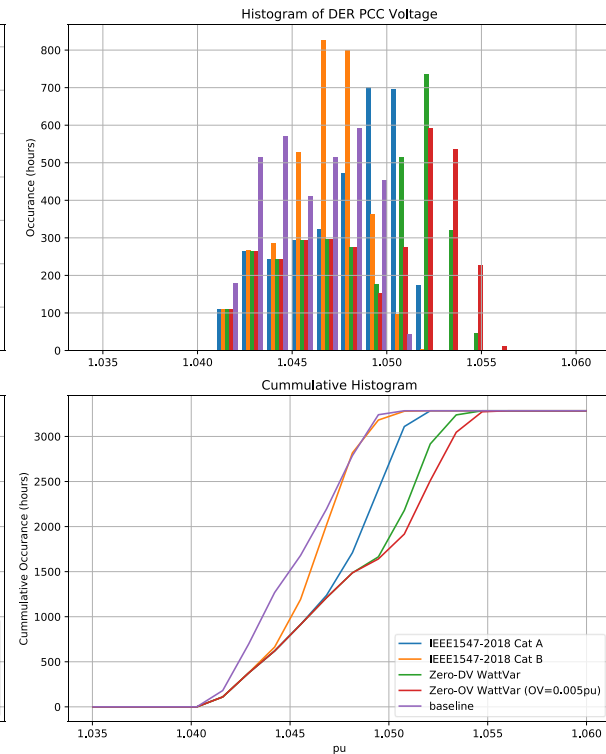 Histogram of DER PCC Voltage
Occurance (hours)
800
700
600
500
400
300
200
100
0
1.035 1.040 1.045 1.050 1.055 1.060
Cummulative Histogram
Cummulative Occurance (hours)
3000
2500
2000
1500
1000
500
0
IEEE1547-2018 Cat A
IEEE1547-2018 Cat B
Zero-DV WattVar
Zero-OV WattVar (OV=0.005pu)
baseline
1.035 1.040 1.045 1.050 1.055 1.060
pu